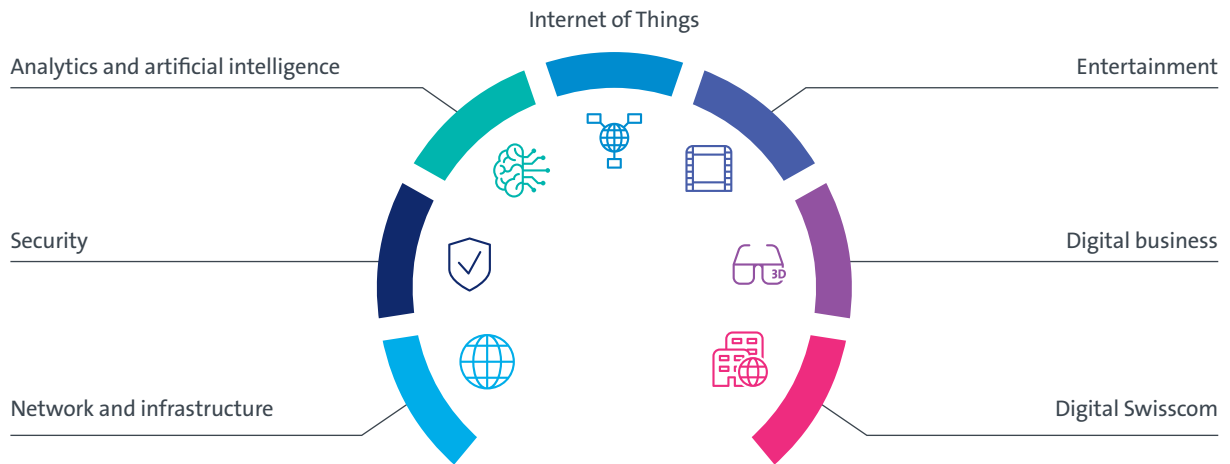 Internet of Things
Analytics and artificial intelligence
Entertainment
Security
Digital business
3D
Network and infrastructure
Digital Swisscom